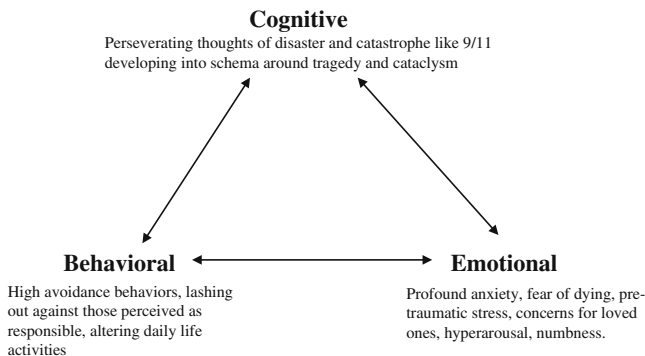 Cognitive
Perseverating thoughts of disaster and catastrophe like 9/11
developing into schema around tragedy and cataclysm
Behavioral
High avoidance behaviors, lashing
out against those perceived as
responsible, altering daily life
activities
Emotional
Profound anxiety, fear of dying, pre-
traumatic stress, concerns for loved
ones, hyperarousal, numbness.